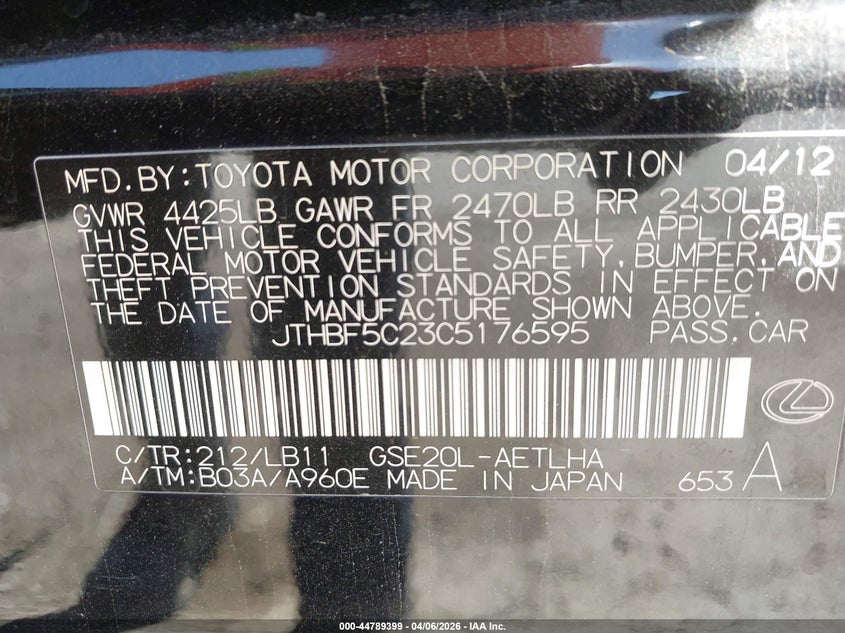 MFD.BY:TOYOTA MOTOR CORPORATION 04/12
GVWR 4425LB GAWR FR 2470LB RR 2430LB
THIS VEHICLE CONFORMS TO ALL APPLICABLE
FEDERAL MOTOR VEHICLE SAFETY,BUMPER,AND
THEFT PREVENTION STANDARDS IN EFFECT ON
THE DATE OF MANUFACTURE SHOWN ABOVE.
JTHBF5C23C5176595 PASS.CAR
C/TR:212/LB11 GSE20L-AETLHA
A/TM:B03A/A960E MADE IN JAPAN 653 A
000-44789399 | 04/06/2026 - IAA Inc.